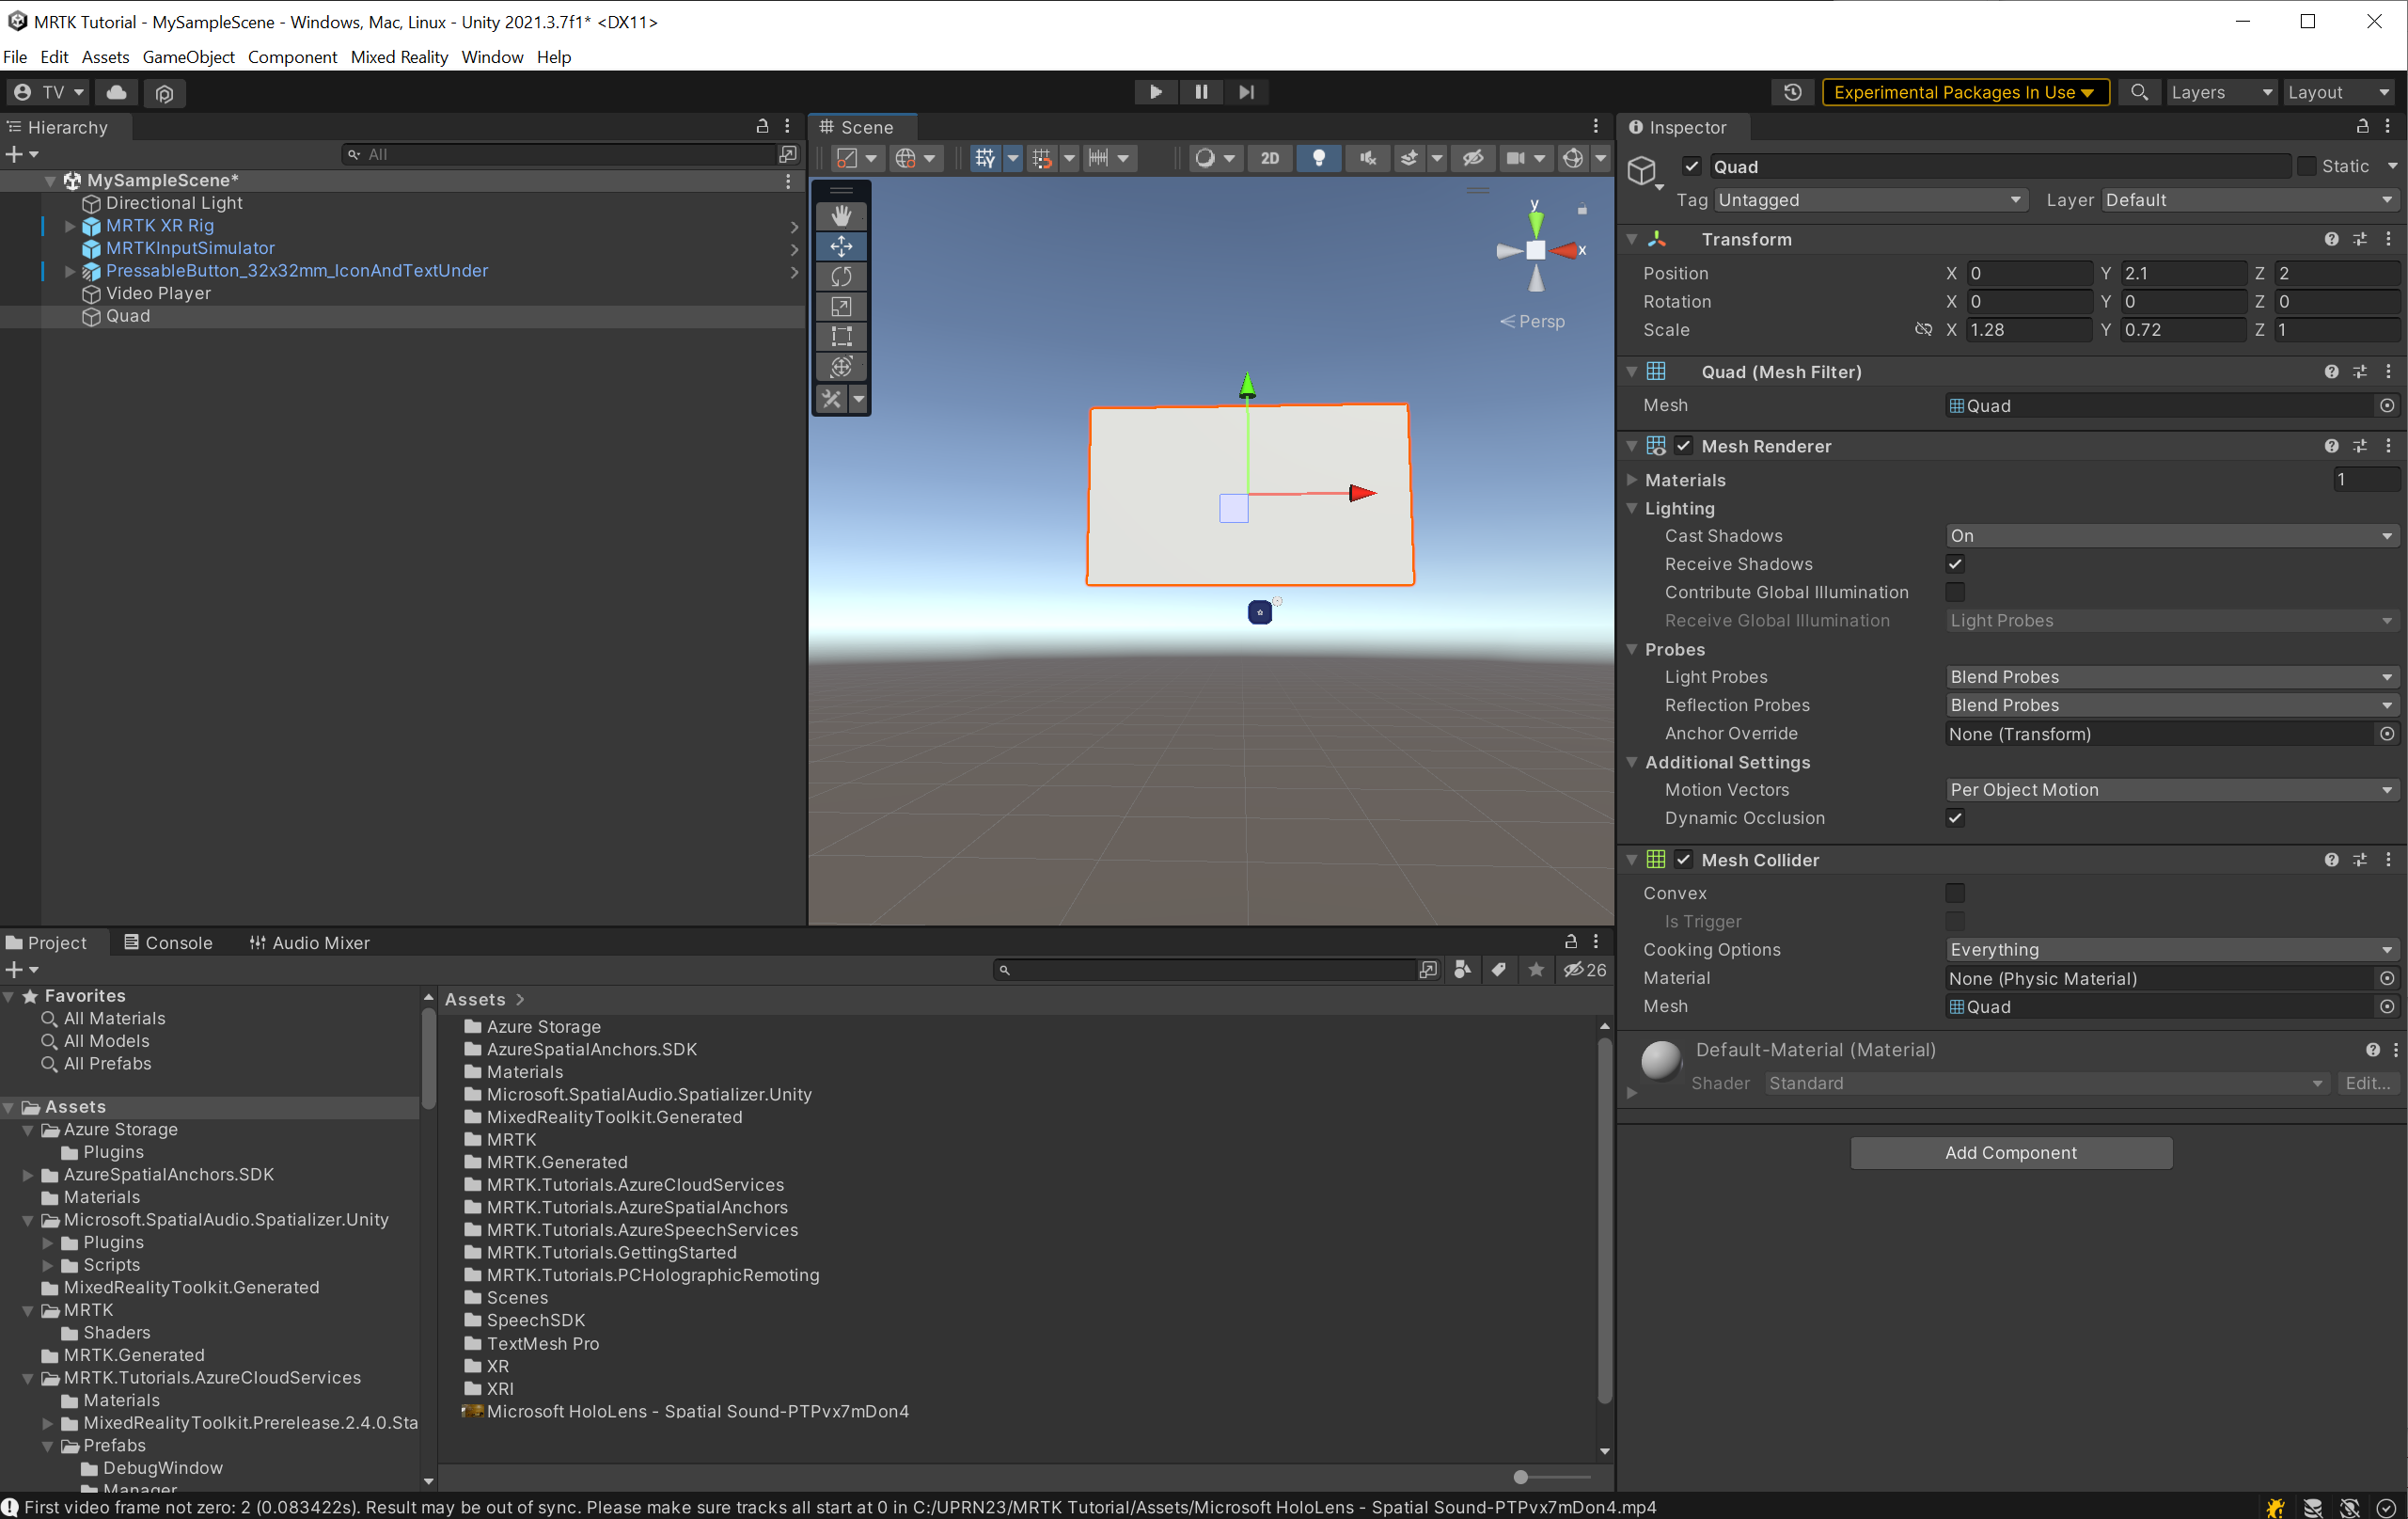 MRTK Tutorial - MySampleScene - Windows, Mac, Linux - Unity 2021.3.7f1* <DX11>
File Edit Assets GameObject Component Mixed Reality Window Help
TV
Experimental Packages In Use
Layers
Layout
Hierarchy
All
MySampleScene*
Directional Light
MRTK XR Rig
MRTKInputSimulator
PressableButton_32x32mm_IconAndTextUnder
Video Player
Quad
Scene
2D
y
x
Persp
Inspector
Quad
Static
Tag Untagged
Layer Default
Transform
Position X 0 Y 2.1 Z 2
Rotation X 0 Y 0 Z 0
Scale X 1.28 Y 0.72 Z 1
Quad (Mesh Filter)
Mesh Quad
Mesh Renderer
Materials 1
Lighting
Cast Shadows On
Receive Shadows
Contribute Global Illumination
Receive Global Illumination Light Probes
Probes
Light Probes Blend Probes
Reflection Probes Blend Probes
Anchor Override None (Transform)
Additional Settings
Motion Vectors Per Object Motion
Dynamic Occlusion
Mesh Collider
Convex
Is Trigger
Cooking Options Everything
Material None (Physic Material)
Mesh Quad
Default-Material (Material)
Shader Standard Edit...
Add Component
Project
Console
Audio Mixer
26
Favorites
All Materials
All Models
All Prefabs
Assets
Azure Storage
Plugins
AzureSpatialAnchors.SDK
Materials
Microsoft.SpatialAudio.Spatializer.Unity
Plugins
Scripts
MixedRealityToolkit.Generated
MRTK
Shaders
MRTK.Generated
MRTK.Tutorials.AzureCloudServices
Materials
MixedRealityToolkit.Prerelease.2.4.0.Sta
Prefabs
DebugWindow
Manager
Assets >
Azure Storage
AzureSpatialAnchors.SDK
Materials
Microsoft.SpatialAudio.Spatializer.Unity
MixedRealityToolkit.Generated
MRTK
MRTK.Generated
MRTK.Tutorials.AzureCloudServices
MRTK.Tutorials.AzureSpatialAnchors
MRTK.Tutorials.AzureSpeechServices
MRTK.Tutorials.GettingStarted
MRTK.Tutorials.PCHolographicRemoting
Scenes
SpeechSDK
TextMesh Pro
XR
XRI
Microsoft HoloLens - Spatial Sound-PTPvx7mDon4
First video frame not zero: 2 (0.083422s). Result may be out of sync. Please make sure tracks all start at 0 in C:/UPRN23/MRTK Tutorial/Assets/Microsoft HoloLens - Spatial Sound-PTPvx7mDon4.mp4